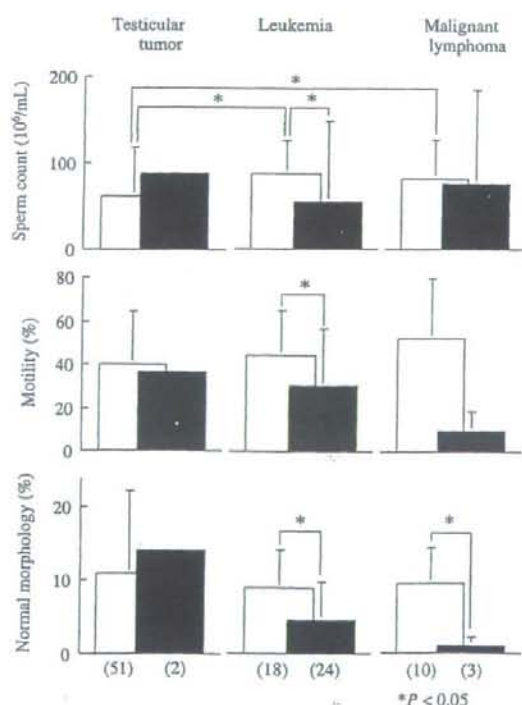 Testicular tumor
Leukemia
Malignant lymphoma
Sperm count (10⁶/mL)
200
100
0
*
*
*
Motility (%)
80
60
40
20
0
*
Normal morphology (%)
20
10
0
*
*
(51) (2) (18) (24) (10) (3)
*P < 0.05